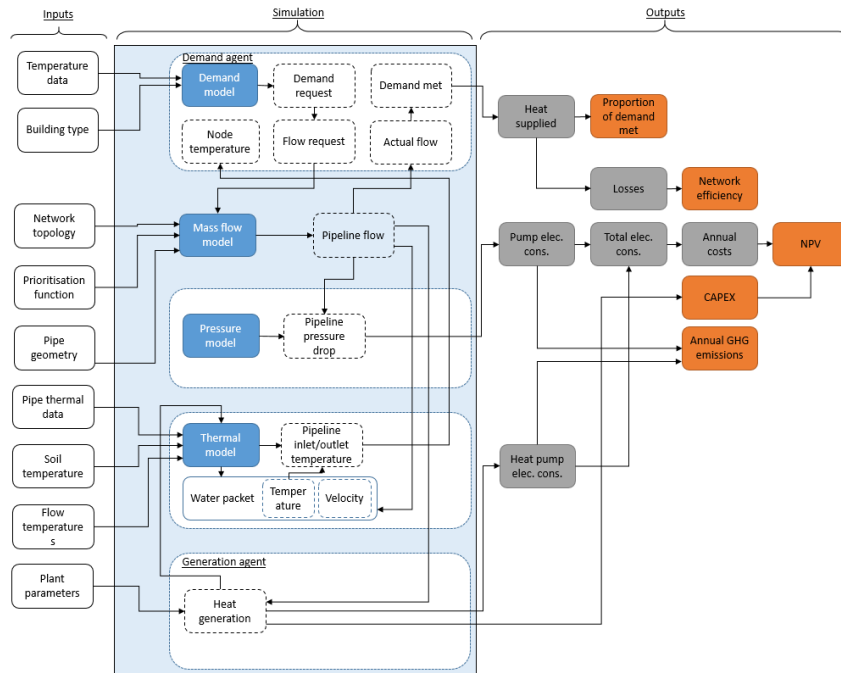 Inputs
Simulation
Outputs
Temperature
data
Building type
Network
topology
Prioritisation
function
Pipe
geometry
Pipe thermal
data
Soil
temperature
Flow
temperature
s
Plant
parameters
Demand agent
Demand
model
Demand
request
Demand met
Node
temperature
Flow request
Actual flow
Mass flow
model
Pipeline flow
Pressure model
Pipeline
pressure
drop
Thermal
model
Pipeline
inlet/outlet
temperature
Water packet
Temper
ature
Velocity
Generation agent
Heat
generation
Heat
supplied
Proportion
of demand
met
Losses
Network
efficiency
Pump elec.
cons.
Total elec.
cons.
Annual
costs
NPV
CAPEX
Annual GHG
emissions
Heat pump
elec. cons.